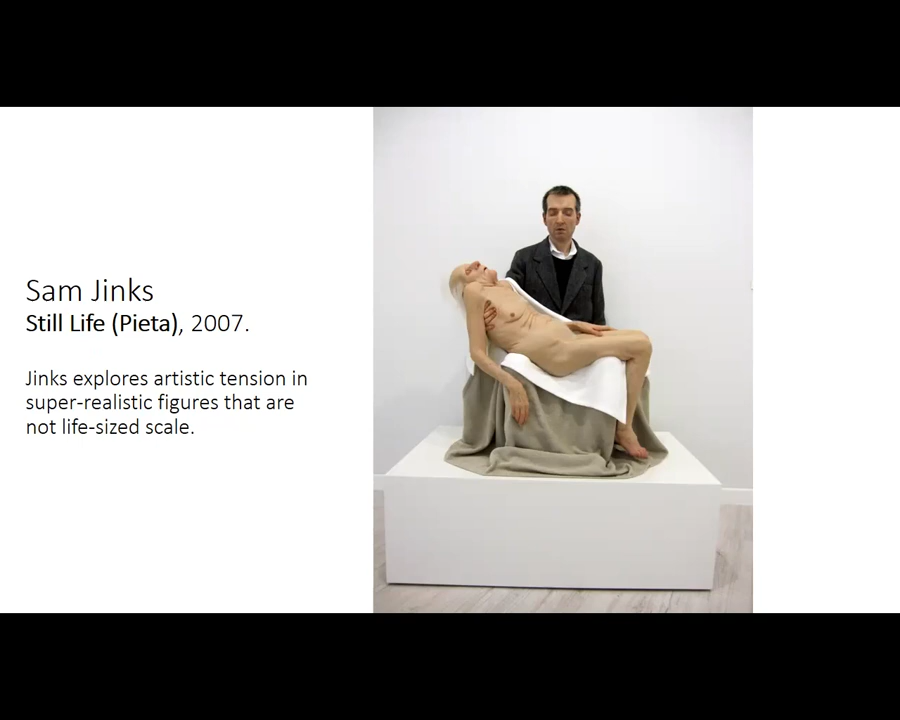 Sam Jinks
Still Life (Pieta), 2007.
Jinks explores artistic tension in
super-realistic figures that are
not life-sized scale.